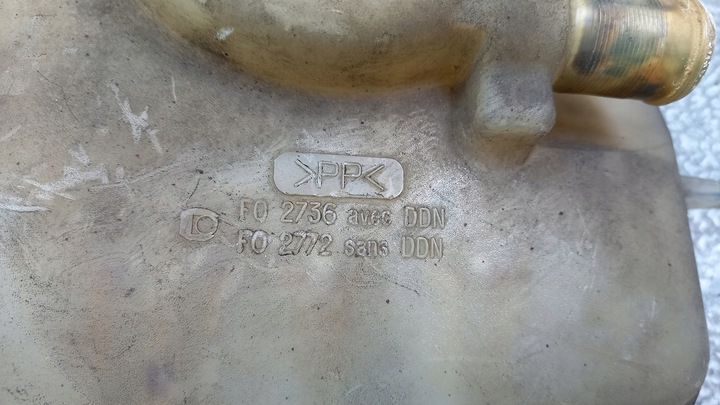 >PP<
FO 2736 avec DDN
FO 2772 sans DDN